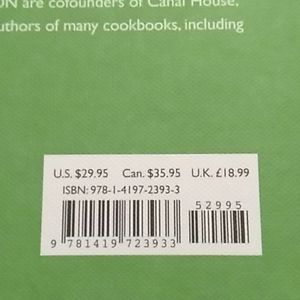 ON are cofounders of Canal House,
authors of many cookbooks, including
U.S. $29.95 Can. $35.95 U.K. £18.99
ISBN: 978-1-4197-2393-3
52995
9 781419 723933